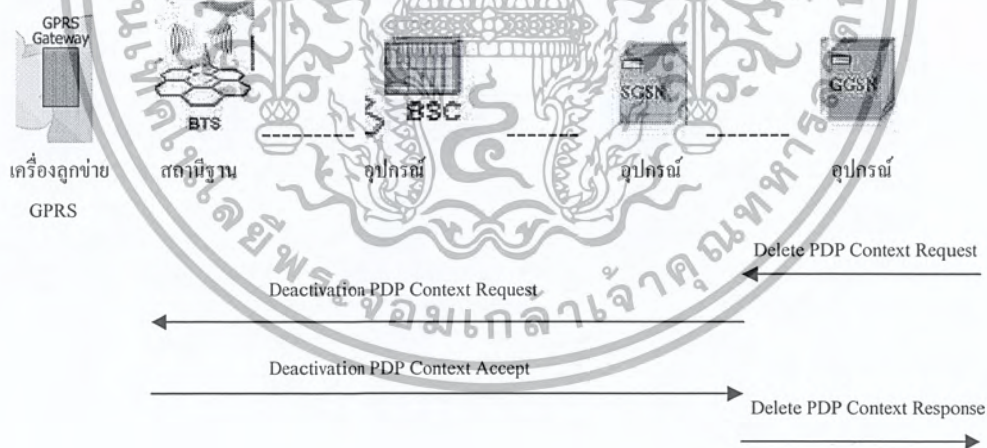 GPRS
Gateway
BTS
BSC
SGSN
GGSN
เครื่องลูกข่าย
GPRS
สถานีฐาน
อุปกรณ์
อุปกรณ์
อุปกรณ์
Delete PDP Context Request
Deactivation PDP Context Request
Deactivation PDP Context Accept
Delete PDP Context Response